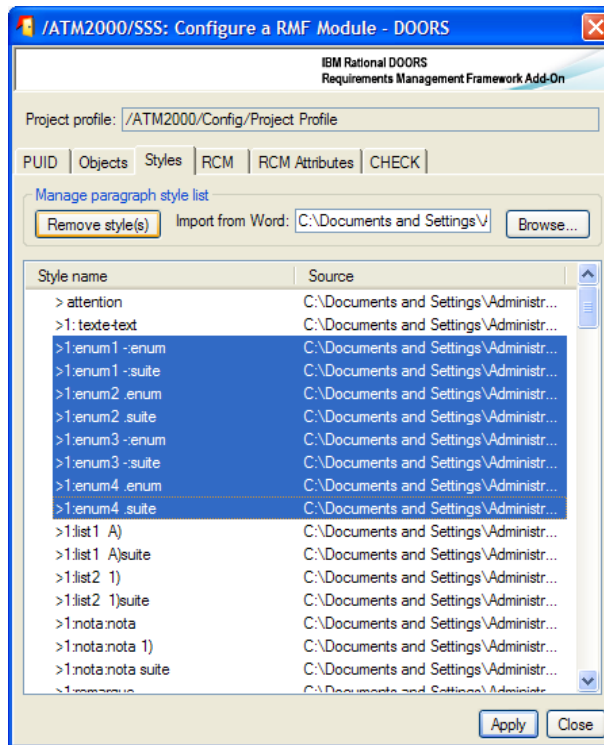 /ATM2000/SSS: Configure a RMF Module - DOORS
IBM Rational DOORS
Requirements Management Framework Add-On
Project profile: /ATM2000/Config/Project Profile
PUID Objects Styles RCM RCM Attributes CHECK
Manage paragraph style list
Remove style(s) Import from Word: C:\Documents and Settings\A Browse...
Style name Source
> attention C:\Documents and Settings\Administr...
>1: texte-text C:\Documents and Settings\Administr...
>1:enum1 -:enum C:\Documents and Settings\Administr...
>1:enum1 -:suite C:\Documents and Settings\Administr...
>1:enum2 .enum C:\Documents and Settings\Administr...
>1:enum2 .suite C:\Documents and Settings\Administr...
>1:enum3 -:enum C:\Documents and Settings\Administr...
>1:enum3 -:suite C:\Documents and Settings\Administr...
>1:enum4 .enum C:\Documents and Settings\Administr...
>1:enum4 .suite C:\Documents and Settings\Administr...
>1:list1 A) C:\Documents and Settings\Administr...
>1:list1 A)suite C:\Documents and Settings\Administr...
>1:list2 1) C:\Documents and Settings\Administr...
>1:list2 1)suite C:\Documents and Settings\Administr...
>1:nota:nota C:\Documents and Settings\Administr...
>1:nota:nota 1) C:\Documents and Settings\Administr...
>1:nota:nota suite C:\Documents and Settings\Administr...
>1:remarque C:\Documents and Settings\Administr...
Apply Close